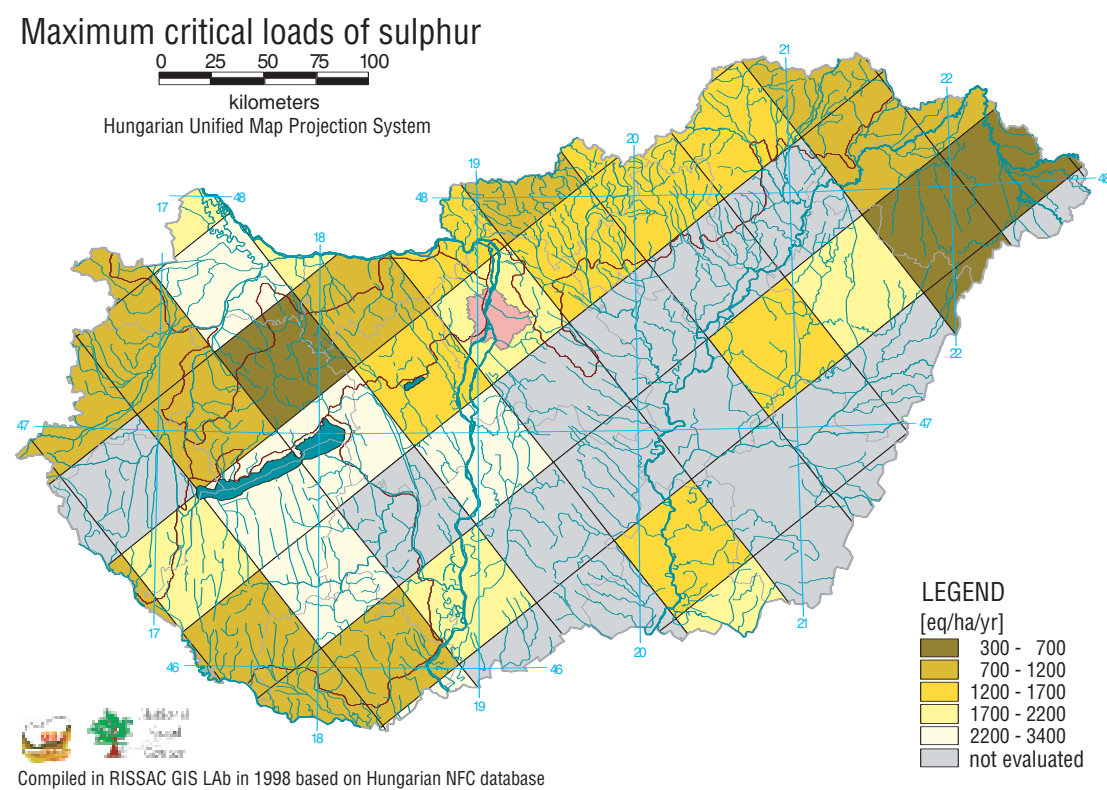 Maximum critical loads of sulphur
0 25 50 75 100
kilometers
Hungarian Unified Map Projection System
21
22
20
19
48
48
48
17
18
22
47
47
17
21
46
46
20
19
18
LEGEND
[eq/ha/yr]
300 - 700
700 - 1200
1200 - 1700
1700 - 2200
2200 - 3400
not evaluated
Compiled in RISSAC GIS LAb in 1998 based on Hungarian NFC database